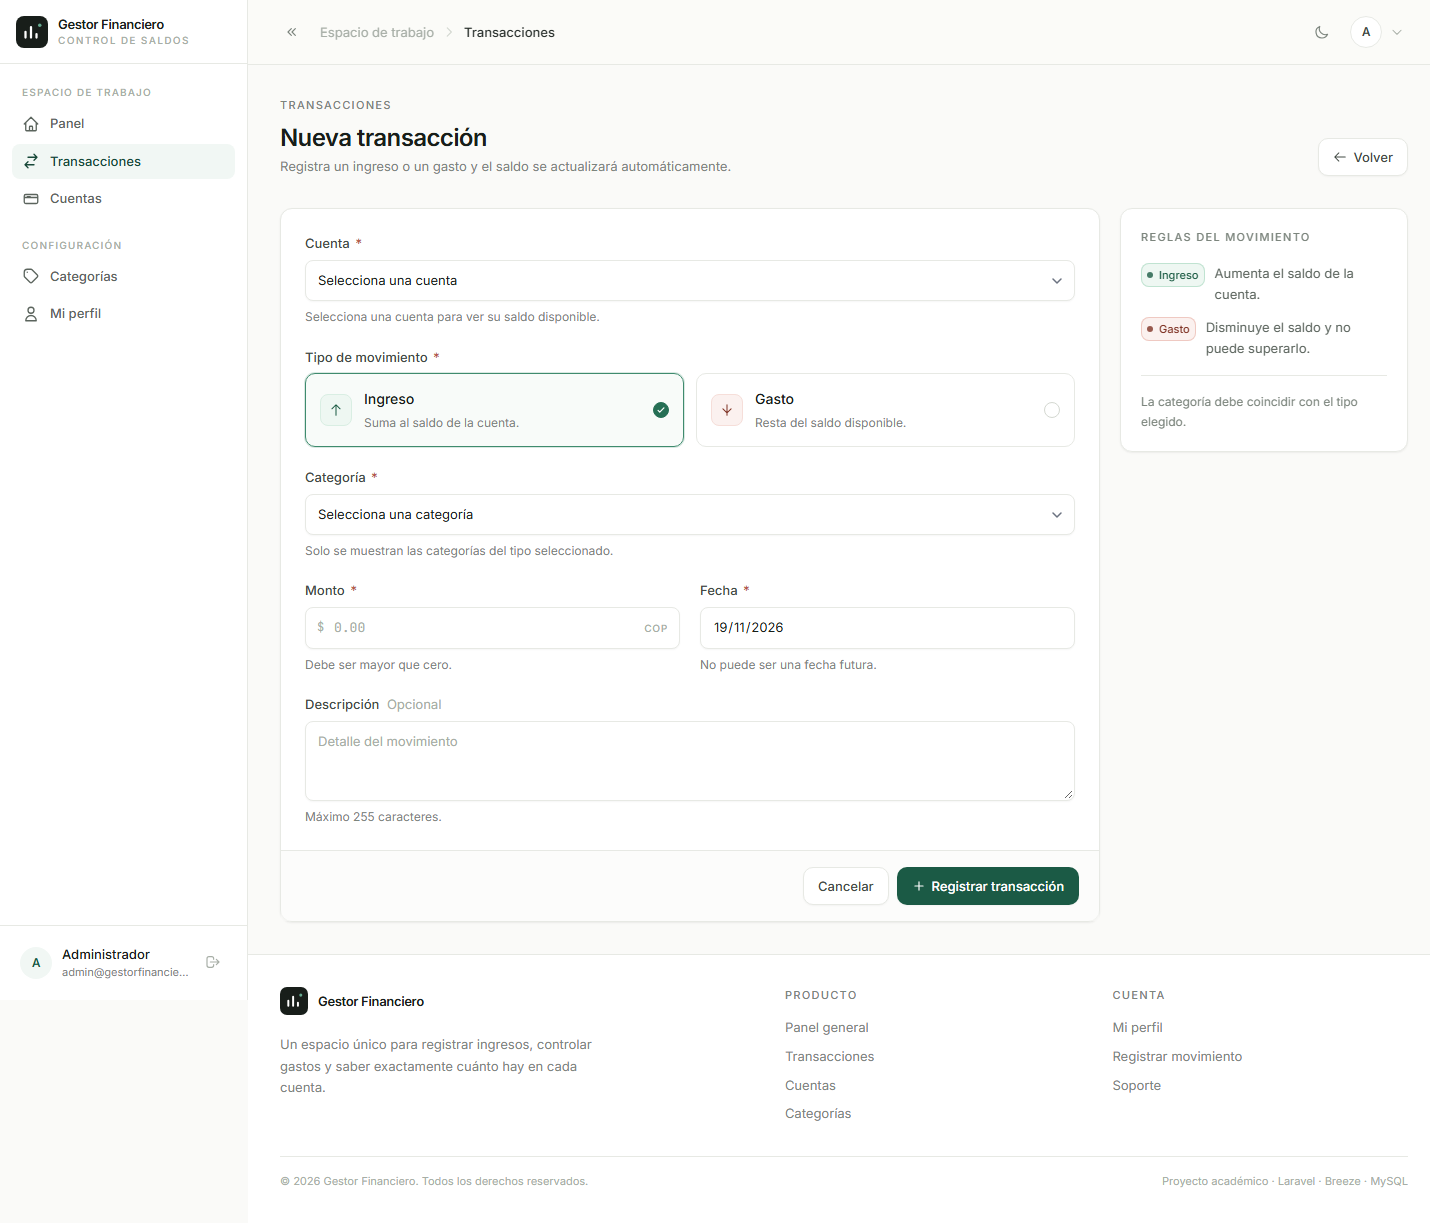 Gestor Financiero
CONTROL DE SALDOS
ESPACIO DE TRABAJO
Panel
Transacciones
Cuentas
CONFIGURACIÓN
Categorías
Mi perfil
Administrador
A
admin@gestorfinancie...
Espacio de trabajo
Transacciones
A
TRANSACCIONES
Nueva transacción
Registra un ingreso o un gasto y el saldo se actualizará automáticamente.
Volver
Cuenta *
Selecciona una cuenta
Selecciona una cuenta para ver su saldo disponible.
Tipo de movimiento *
Ingreso
Suma al saldo de la cuenta.
Gasto
Resta del saldo disponible.
Categoría *
Selecciona una categoría
Solo se muestran las categorías del tipo seleccionado.
Monto *
$ 0.00 COP
Debe ser mayor que cero.
Fecha *
19/11/2026
No puede ser una fecha futura.
Descripción Opcional
Detalle del movimiento
Máximo 255 caracteres.
Cancelar
+ Registrar transacción
REGLAS DEL MOVIMIENTO
Ingreso
Aumenta el saldo de la
cuenta.
Gasto
Disminuye el saldo y no
puede superarlo.
La categoría debe coincidir con el tipo
elegido.
Gestor Financiero
Un espacio único para registrar ingresos, controlar
gastos y saber exactamente cuánto hay en cada
cuenta.
PRODUCTO
Panel general
Transacciones
Cuentas
Categorías
CUENTA
Mi perfil
Registrar movimiento
Soporte
© 2026 Gestor Financiero. Todos los derechos reservados.
Proyecto académico · Laravel · Breeze · MySQL